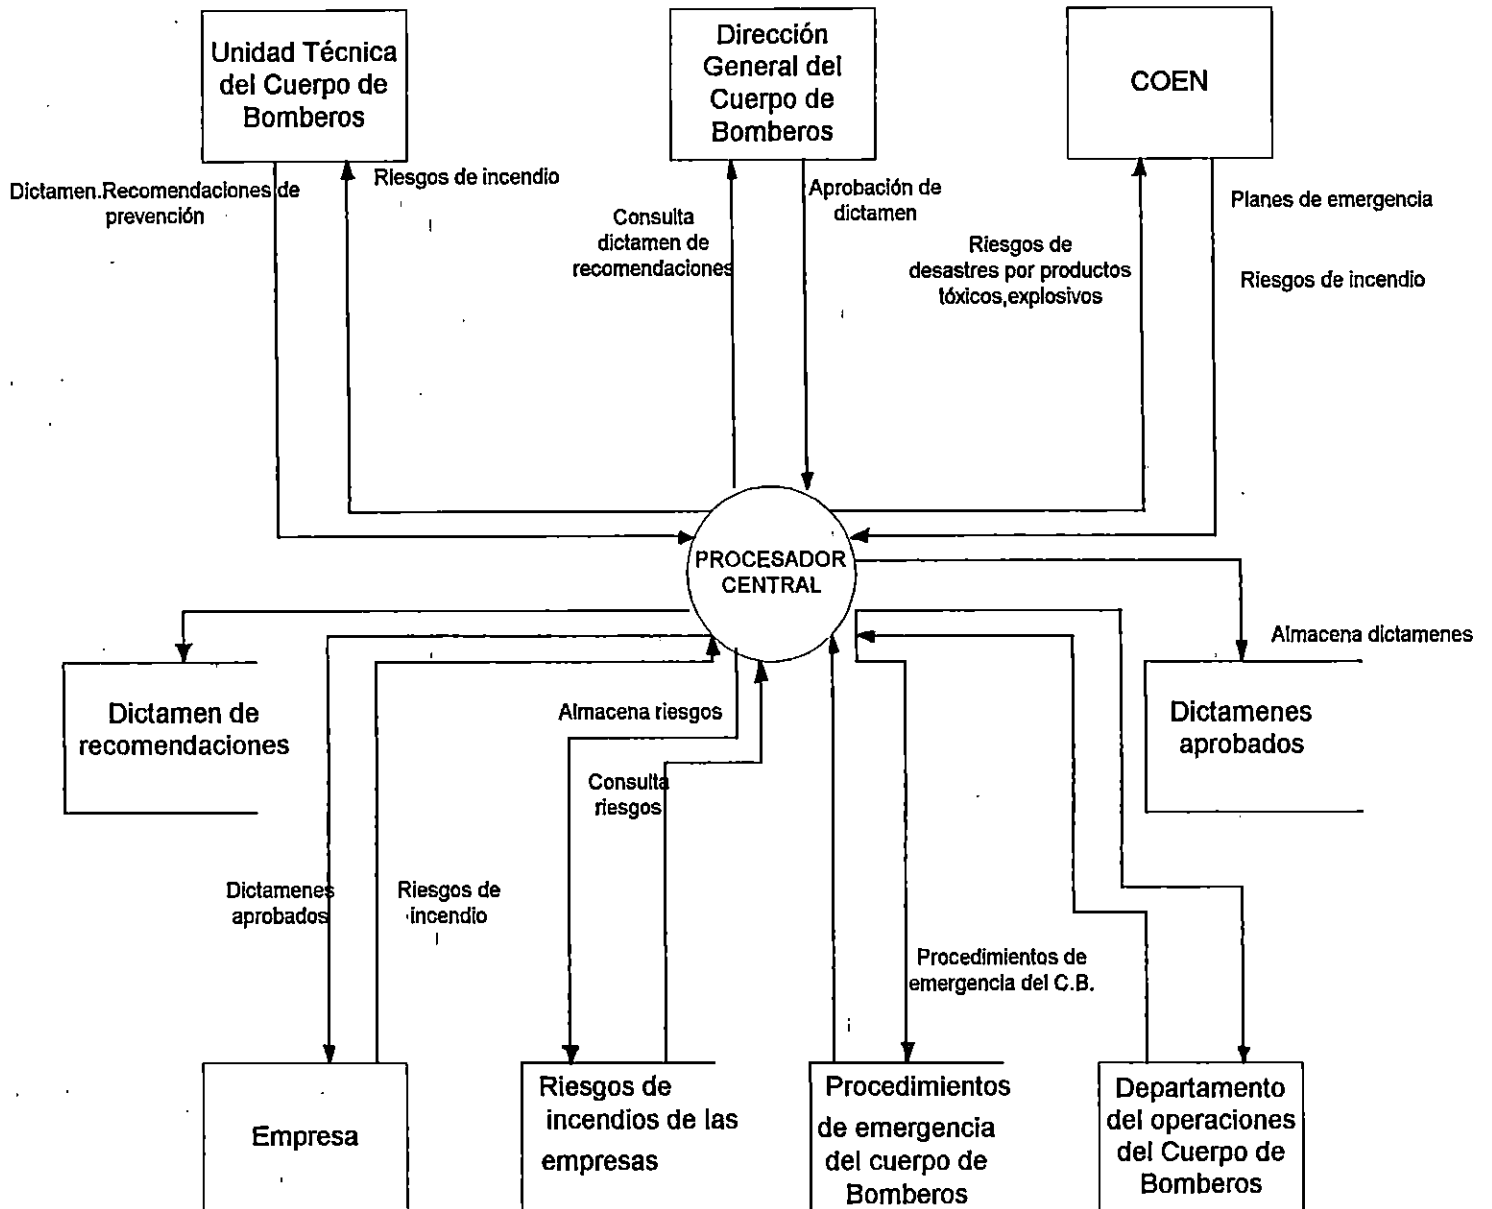 Unidad Técnica
del Cuerpo de
Bomberos
Dirección
General del
Cuerpo de
Bomberos
COEN
Dictamen.Recomendaciones de
prevención
Riesgos de incendio
Consulta
dictamen de
recomendaciones
Aprobación de
dictamen
Riesgos de
desastres por productos
tóxicos,explosivos
Planes de emergencia
Riesgos de incendio
PROCESADOR
CENTRAL
Almacena dictamenes
Dictamen de
recomendaciones
Almacena riesgos
Consulta
riesgos
Dictamenes
aprobados
Dictamenes
aprobados
Riesgos de
incendio
Procedimientos de
emergencia del C.B.
Empresa
Riesgos de
incendios de las
empresas
Procedimientos
de emergencia
del cuerpo de
Bomberos
Departamento
del operaciones
del Cuerpo de
Bomberos